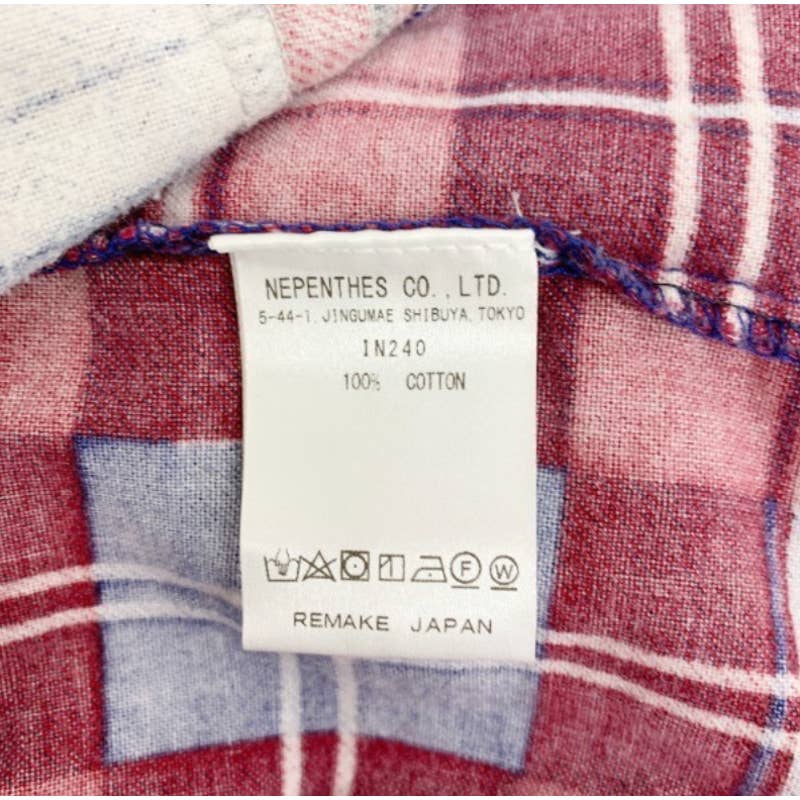 NEPENTHES CO.,LTD.
5-44-1, JINGUMAE SHIBUYA, TOKYO
IN240
100% COTTON
F W
REMAKE JAPAN